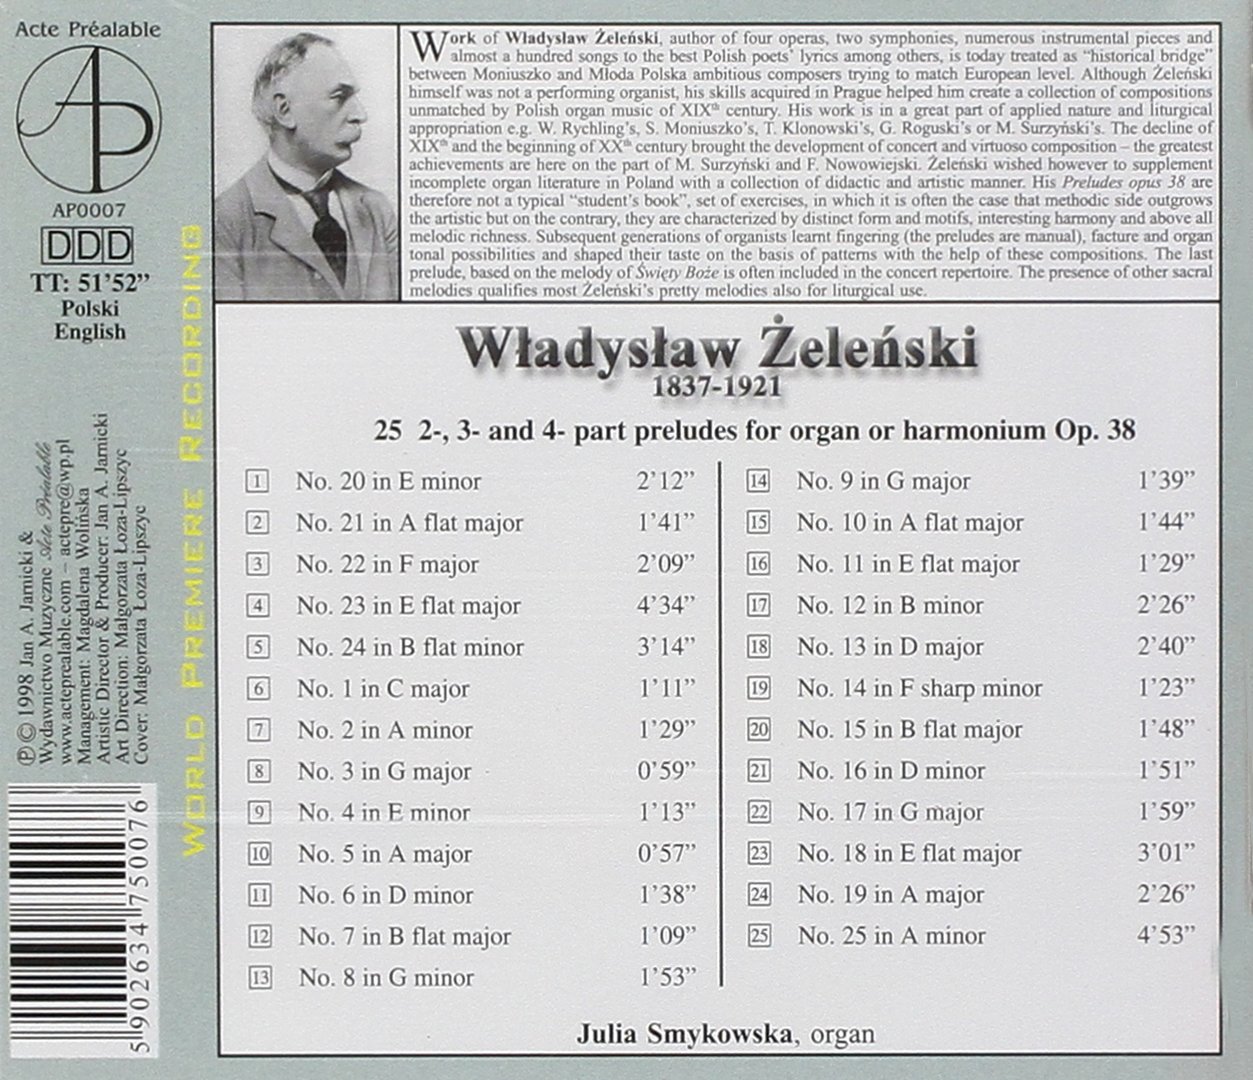 Acte Préalable
AP
AP0007
DDD
TT: 51'52”
Polski
English
Work of Władysław Żeleński, author of four operas, two symphonies, numerous instrumental pieces and
almost a hundred songs to the best Polish poets' lyrics among others, is today treated as “historical bridge”
between Moniuszko and Młoda Polska ambitious composers trying to match European level. Although Żeleński
himself was not a performing organist, his skills acquired in Prague helped him create a collection of compositions
unmatched by Polish organ music of XIXth century. His work is in a great part of applied nature and liturgical
appropriation e.g. W. Rychling's, S. Moniuszko's, T. Klonowski's, G. Roguski's or M. Surzyński's. The decline of
XIXth and the beginning of XXth century brought the development of concert and virtuoso composition – the greatest
achievements are here on the part of M. Surzyński and F. Nowowiejski. Żeleński wished however to supplement
incomplete organ literature in Poland with a collection of didactic and artistic manner. His Preludes opus 38 are
therefore not a typical “student's book”, set of exercises, in which it is often the case that methodic side outgrows
the artistic but on the contrary, they are characterized by distinct form and motifs, interesting harmony and above all
melodic richness. Subsequent generations of organists learnt fingering (the preludes are manual), facture and organ
tonal possibilities and shaped their taste on the basis of patterns with the help of these compositions. The last
prelude, based on the melody of Święty Boże is often included in the concert repertoire. The presence of other sacral
melodies qualifies most Żeleński's pretty melodies also for liturgical use.
Władysław Żeleński
1837-1921
25 2-, 3- and 4- part preludes for organ or harmonium Op. 38
1 No. 20 in E minor 2'12”
2 No. 21 in A flat major 1'41”
3 No. 22 in F major 2'09”
4 No. 23 in E flat major 4'34”
5 No. 24 in B flat minor 3'14”
6 No. 1 in C major 1'11”
7 No. 2 in A minor 1'29”
8 No. 3 in G major 0'59”
9 No. 4 in E minor 1'13”
10 No. 5 in A major 0'57”
11 No. 6 in D minor 1'38”
12 No. 7 in B flat major 1'09”
13 No. 8 in G minor 1'53”
14 No. 9 in G major 1'39”
15 No. 10 in A flat major 1'44”
16 No. 11 in E flat major 1'29”
17 No. 12 in B minor 2'26”
18 No. 13 in D major 2'40”
19 No. 14 in F sharp minor 1'23”
20 No. 15 in B flat major 1'48”
21 No. 16 in D minor 1'51”
22 No. 17 in G major 1'59”
23 No. 18 in E flat major 3'01”
24 No. 19 in A major 2'26”
25 No. 25 in A minor 4'53”
Julia Smykowska, organ
WORLD PREMIERE RECORDING
℗ © 1998 Jan A. Jarnicki &
Wydawnictwo Muzyczne Acte Préalable
www.acteprealable.com – actepre@wp.pl
Management: Magdalena Wolińska
Artistic Director & Producer: Jan A. Jarnicki
Art Direction: Małgorzata Łoza-Lipszyc
Cover: Małgorzata Łoza-Lipszyc
5 902634 750076